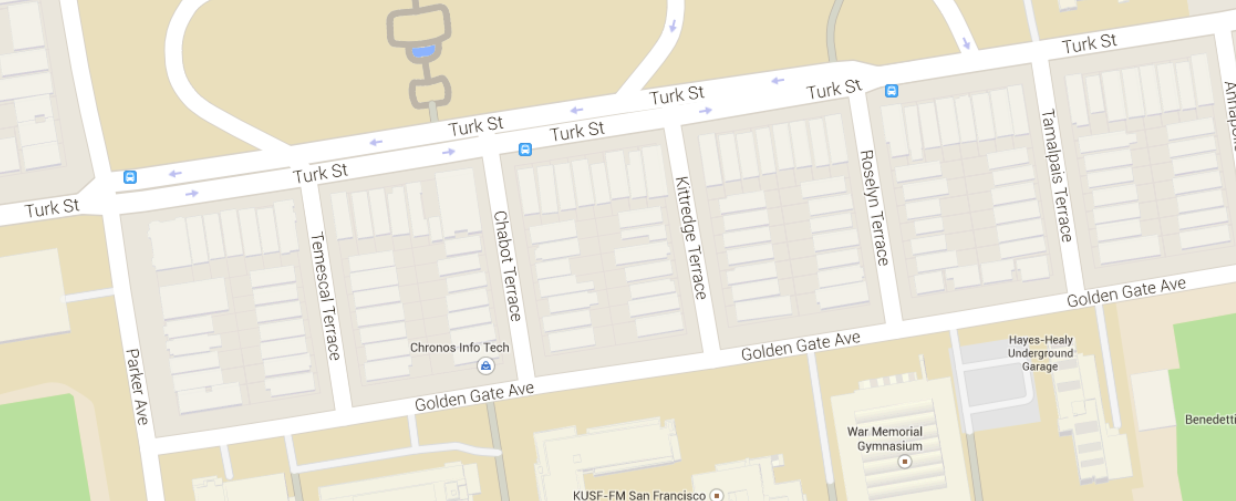 Turk St
Turk St
Turk St
Turk St
Turk St
Turk St
Turk St
Parker Ave
Temescal Terrace
Chabot Terrace
Kittredge Terrace
Roselyn Terrace
Tamalpais Terrace
Golden Gate Ave
Golden Gate Ave
Golden Gate Ave
Chronos Info Tech
Hayes-Healy
Underground
Garage
War Memorial
Gymnasium
Benedetti
KUSF-FM San Francisco